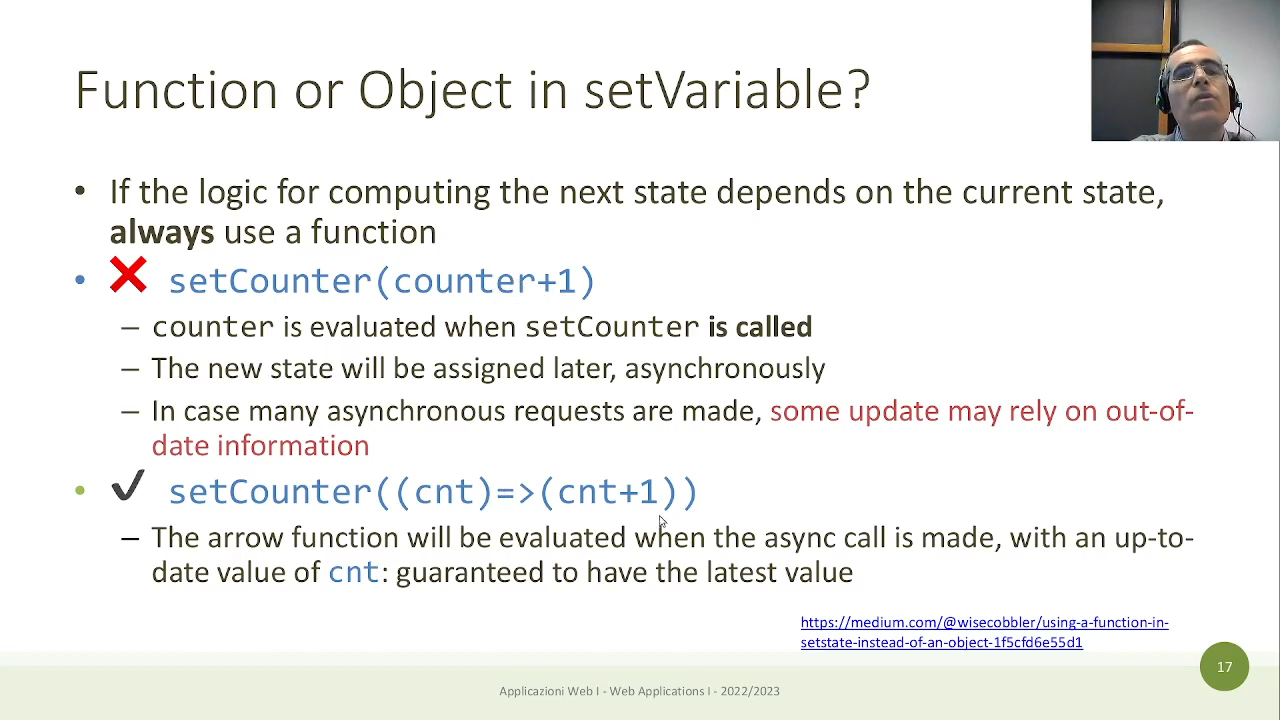 Function or Object in setVariable?
• If the logic for computing the next state depends on the current state,
always use a function
• ❌ setCounter(counter+1)
– counter is evaluated when setCounter is called
– The new state will be assigned later, asynchronously
– In case many asynchronous requests are made, some update may rely on out-of-
date information
• ✔ setCounter((cnt)=>(cnt+1))
– The arrow function will be evaluated when the async call is made, with an up-to-
date value of cnt: guaranteed to have the latest value
https://medium.com/@wisecobbler/using-a-function-in-
setstate-instead-of-an-object-1f5cfd6e55d1
17
Applicazioni Web I - Web Applications I - 2022/2023